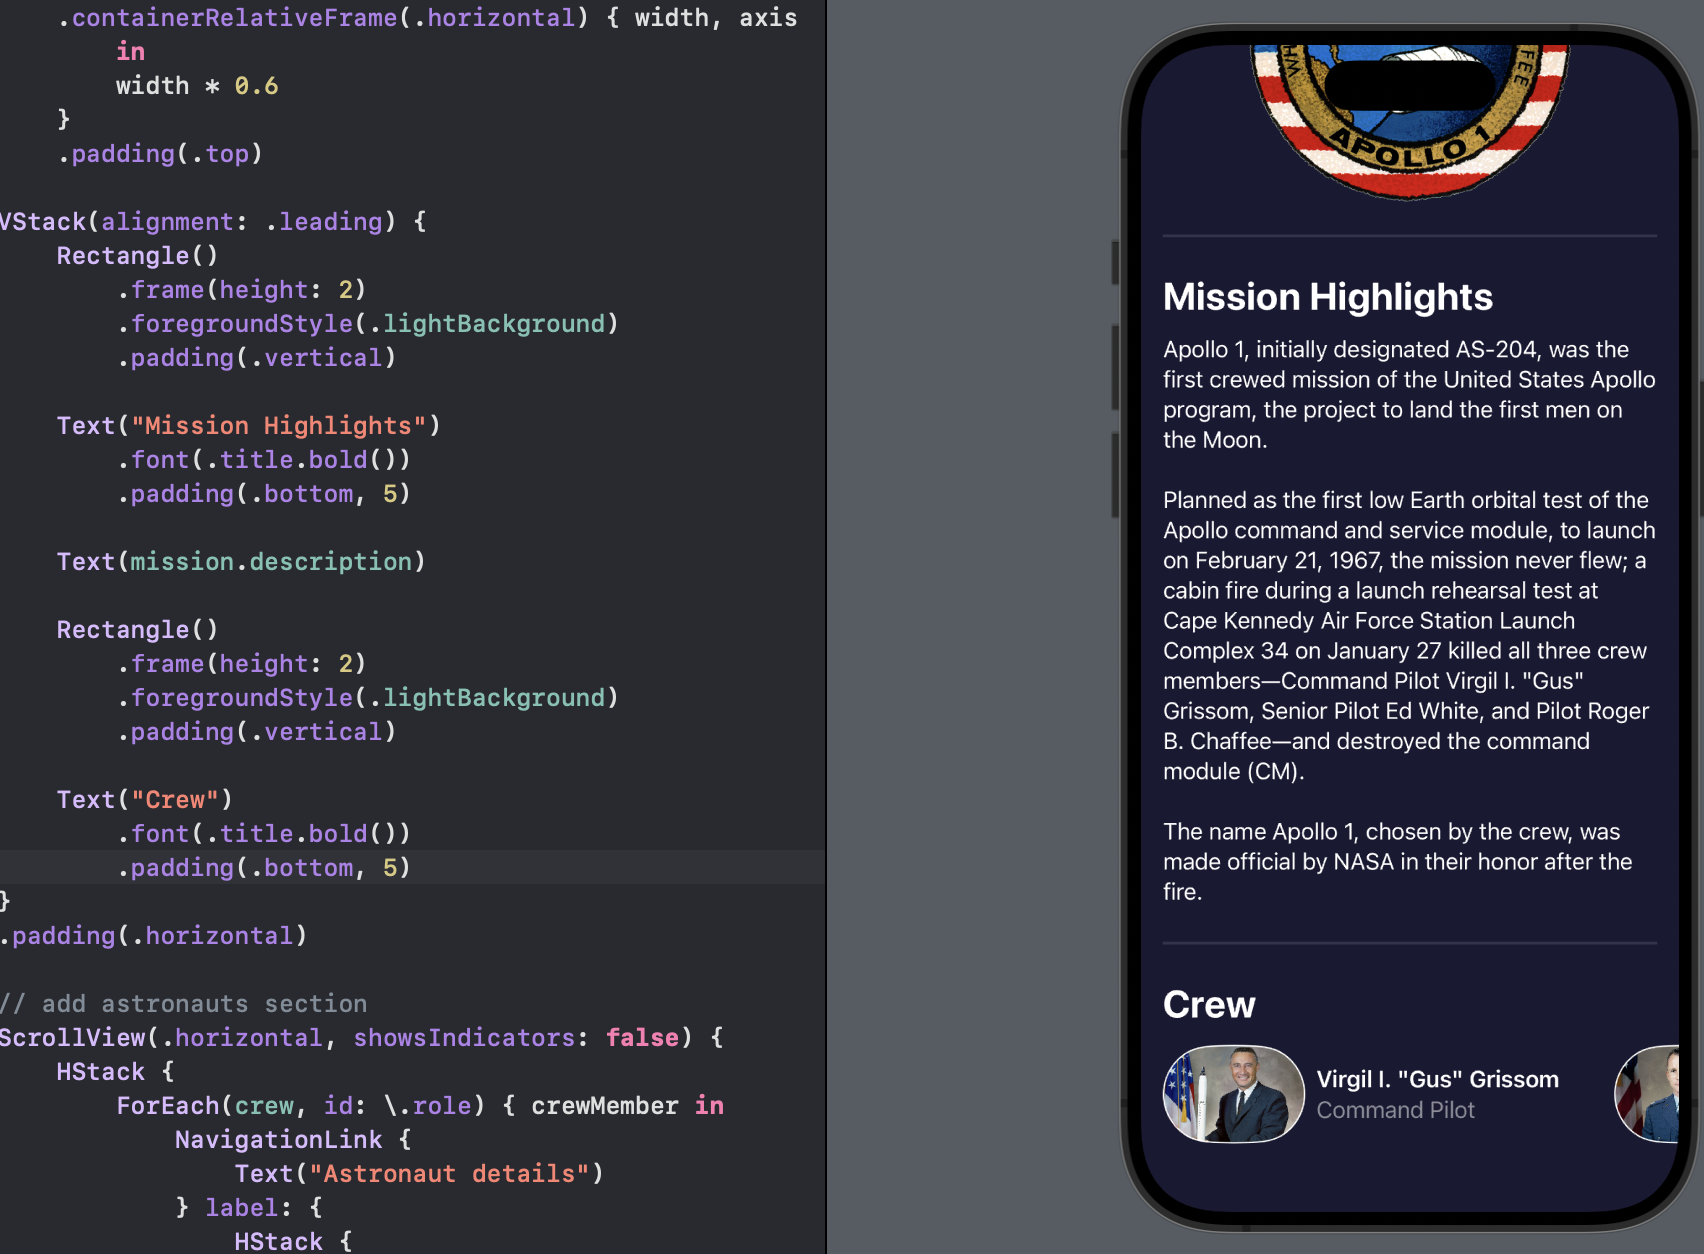 .containerRelativeFrame(.horizontal) { width, axis
in
width * 0.6
}
.padding(.top)
VStack(alignment: .leading) {
Rectangle()
.frame(height: 2)
.foregroundStyle(.lightBackground)
.padding(.vertical)
Text("Mission Highlights")
.font(.title.bold())
.padding(.bottom, 5)
Text(mission.description)
Rectangle()
.frame(height: 2)
.foregroundStyle(.lightBackground)
.padding(.vertical)
Text("Crew")
.font(.title.bold())
.padding(.bottom, 5)
}
.padding(.horizontal)
// add astronauts section
ScrollView(.horizontal, showsIndicators: false) {
HStack {
ForEach(crew, id: \.role) { crewMember in
NavigationLink {
Text("Astronaut details")
} label: {
HStack {
APOLLO 1
Mission Highlights
Apollo 1, initially designated AS-204, was the
first crewed mission of the United States Apollo
program, the project to land the first men on
the Moon.
Planned as the first low Earth orbital test of the
Apollo command and service module, to launch
on February 21, 1967, the mission never flew; a
cabin fire during a launch rehearsal test at
Cape Kennedy Air Force Station Launch
Complex 34 on January 27 killed all three crew
members—Command Pilot Virgil I. "Gus"
Grissom, Senior Pilot Ed White, and Pilot Roger
B. Chaffee—and destroyed the command
module (CM).
The name Apollo 1, chosen by the crew, was
made official by NASA in their honor after the
fire.
Crew
Virgil I. "Gus" Grissom
Command Pilot